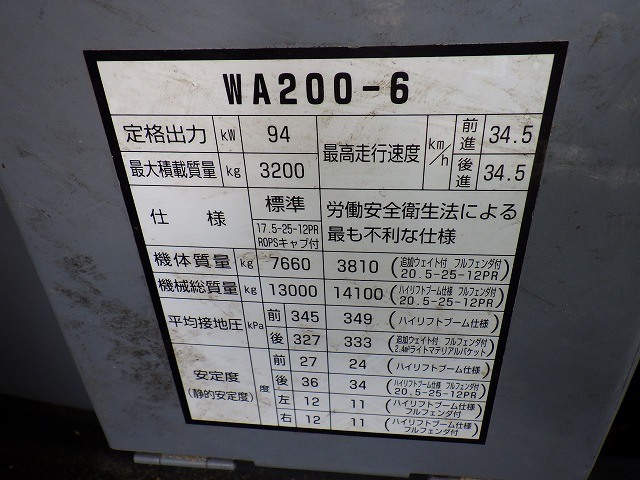 WA200-6
定格出力 kW 94 最高走行速度 km/h 前進 34.5
最大積載質量 kg 3200 後進 34.5
仕様 標準 17.5-25-12PR ROPSキャブ付 労働安全衛生法による最も不利な仕様
機体質量 kg 7660 3810 (追加ウェイト付 フルフェンダ付 20.5-25-12PR)
機械総質量 kg 13000 14100 (ハイリフトブーム仕様 フルフェンダ付 20.5-25-12PR)
平均接地圧 kPa 前 345 349 (ハイリフトブーム仕様)
後 327 333 (追加ウェイト付 フルフェンダ付 2.4m³ライトマテリアルバケット)
安定度 (静的安定度) 度 前 27 24 (ハイリフトブーム仕様)
後 36 34 (ハイリフトブーム仕様 フルフェンダ付 20.5-25-12PR)
左 12 11 (ハイリフトブーム仕様 フルフェンダ付)
右 12 11 (ハイリフトブーム仕様 フルフェンダ付)